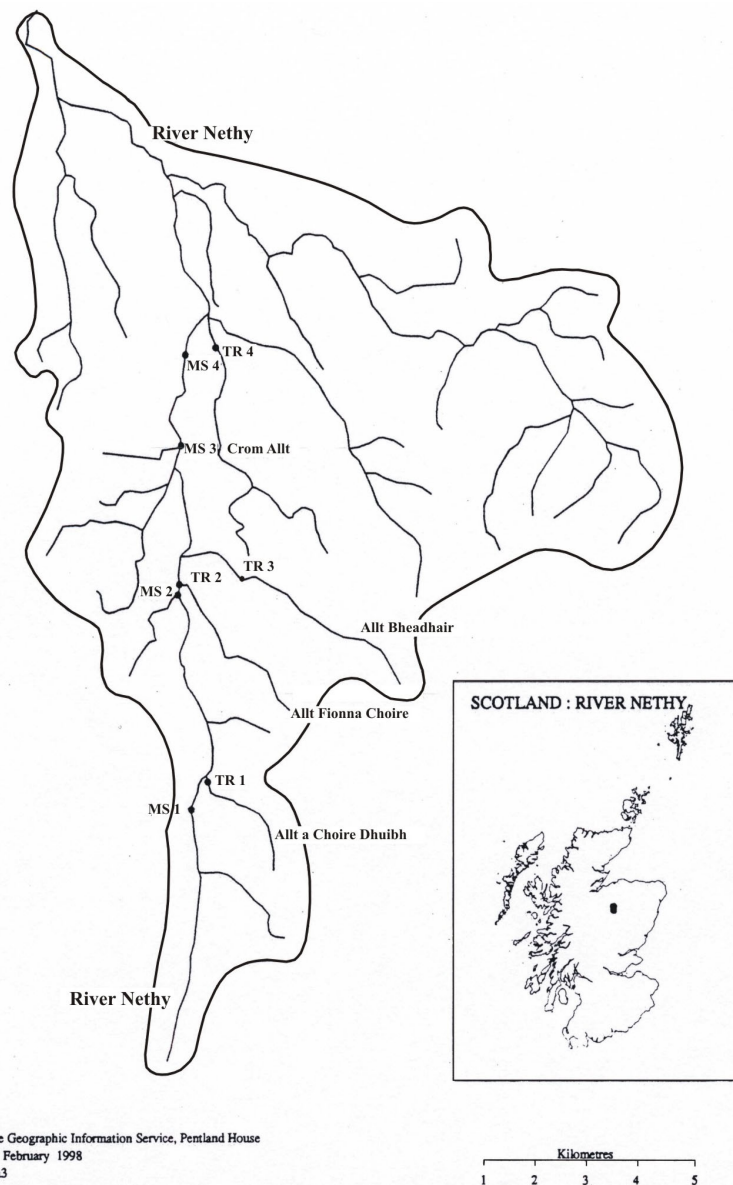 River Nethy
TR 4
MS 4
MS 3
Crom Allt
TR 3
TR 2
MS 2
Allt Bheadhair
Allt Fionna Choire
SCOTLAND : RIVER NETHY
TR 1
MS 1
Allt a Choire Dhuibh
River Nethy
Geographic Information Service, Pentland House
February 1998
Kilometres
1 2 3 4 5